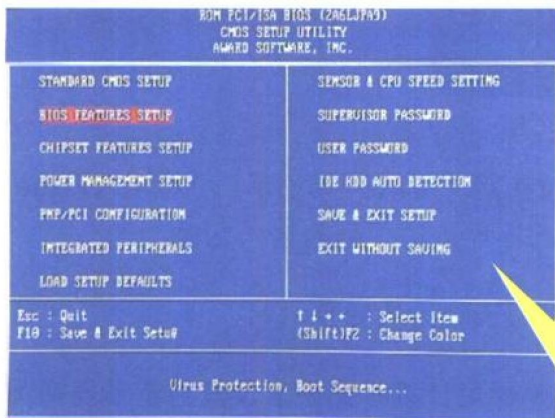 ROM PCI/ISA BIOS (2A6LJPA9)
CMOS SETUP UTILITY
AWARD SOFTWARE, INC.
STANDARD CMOS SETUP
BIOS FEATURES SETUP
CHIPSET FEATURES SETUP
POWER MANAGEMENT SETUP
PNP/PCI CONFIGURATION
INTEGRATED PERIPHERALS
LOAD SETUP DEFAULTS
SENSOR & CPU SPEED SETTING
SUPERVISOR PASSWORD
USER PASSWORD
IDE HDD AUTO DETECTION
SAVE & EXIT SETUP
EXIT WITHOUT SAVING
Esc : Quit
F10 : Save & Exit Setup
↑ ↓ → ← : Select Item
(Shift)F2 : Change Color
Virus Protection, Boot Sequence...